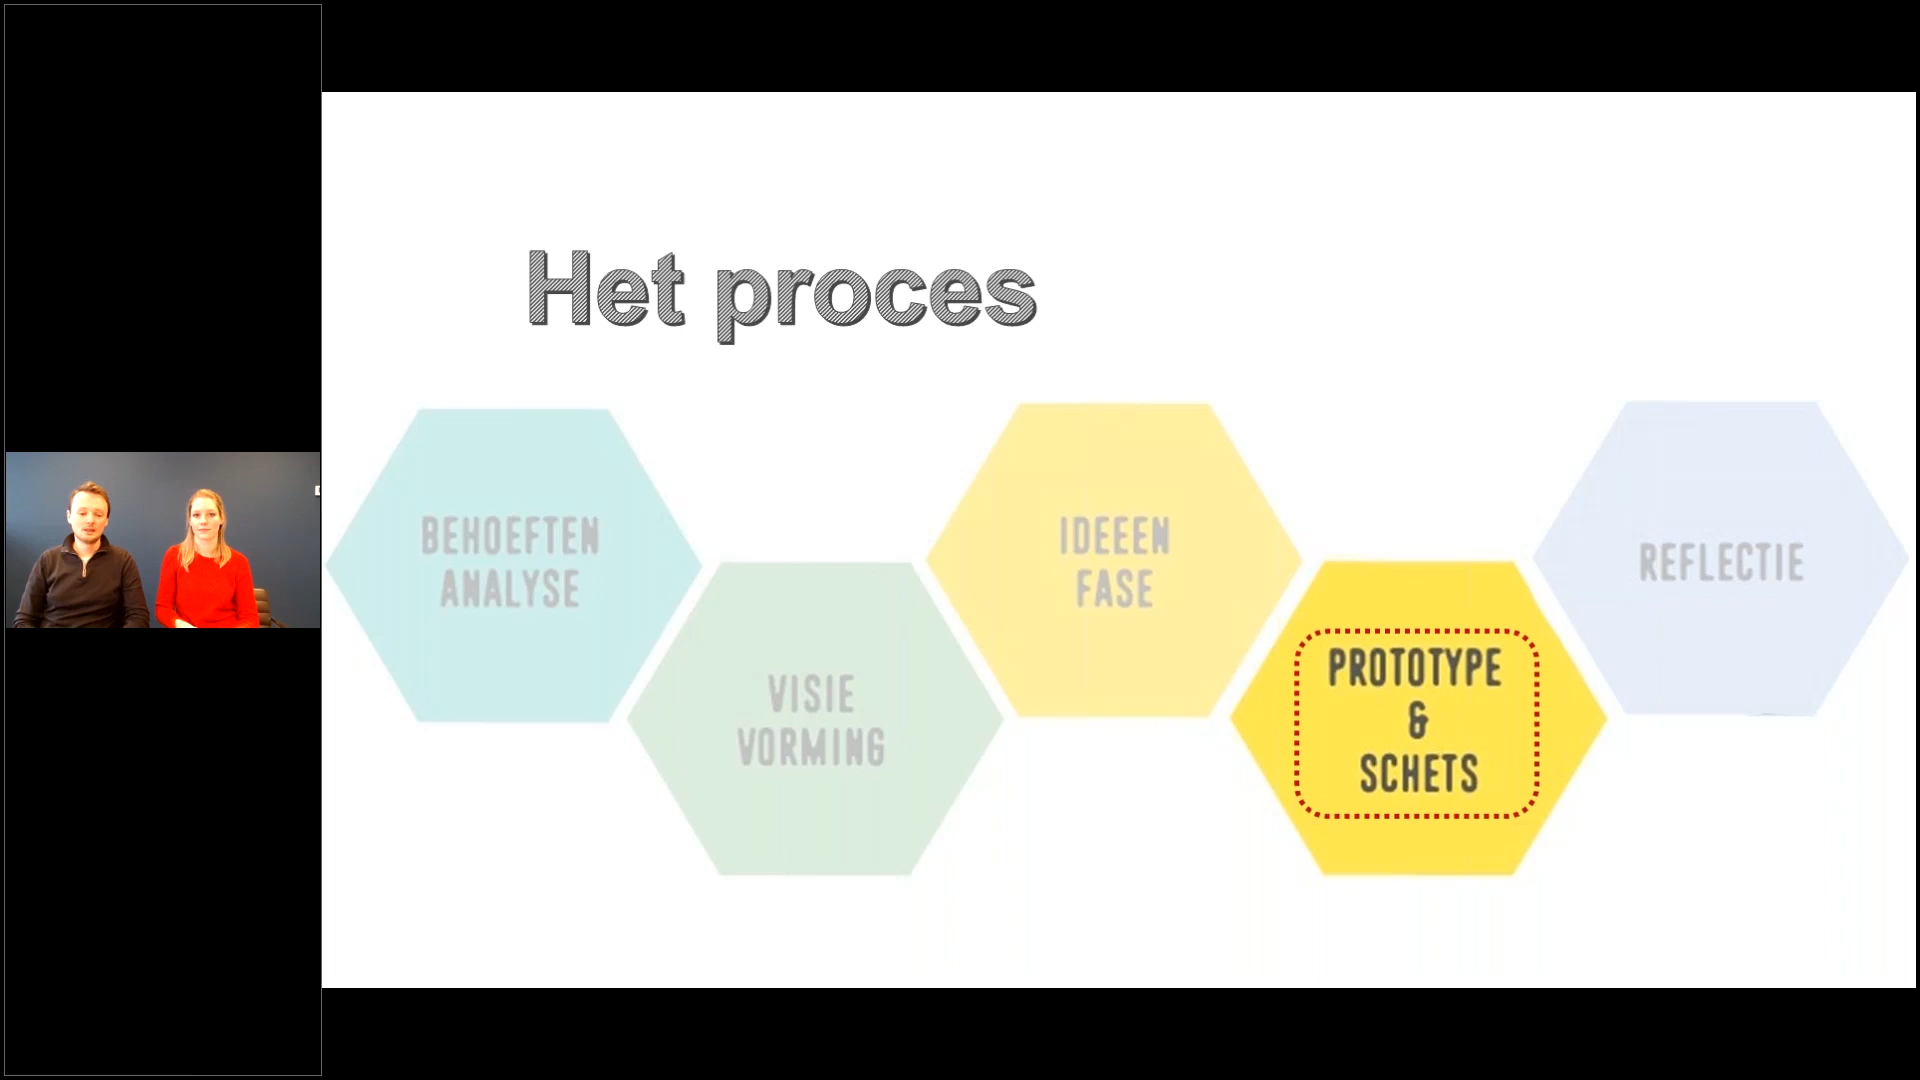 Het proces
BEHOEFTEN
ANALYSE
VISIE
VORMING
IDEEEN
FASE
PROTOTYPE
&
SCHETS
REFLECTIE